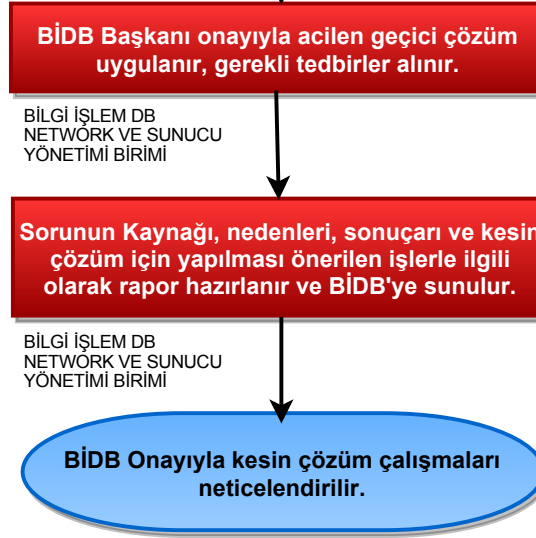 BİDB Başkanı onayıyla acilen geçici çözüm
uygulanır, gerekli tedbirler alınır.
BİLGİ İŞLEM DB
NETWORK VE SUNUCU
YÖNETİMİ BİRİMİ
Sorunun Kaynağı, nedenleri, sonuçarı ve kesin
çözüm için yapılması önerilen işlerle ilgili
olarak rapor hazırlanır ve BİDB'ye sunulur.
BİLGİ İŞLEM DB
NETWORK VE SUNUCU
YÖNETİMİ BİRİMİ
BİDB Onayıyla kesin çözüm çalışmaları
neticelendirilir.